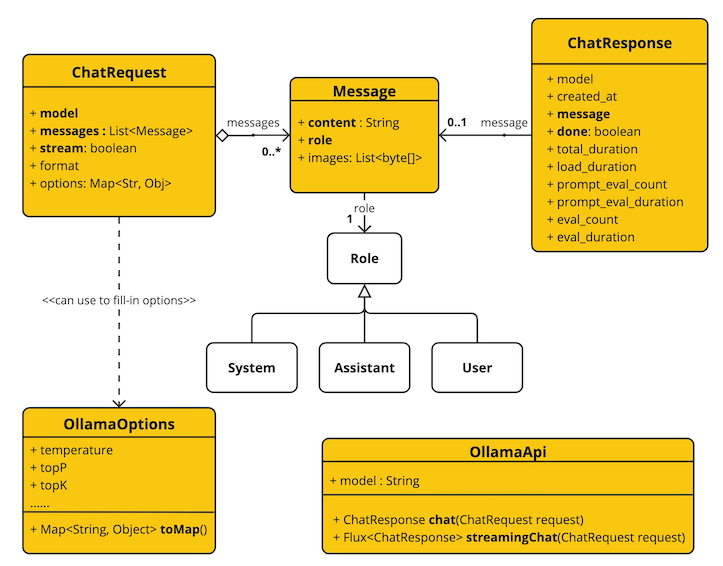 ChatRequest
+ model
+ messages : List<Message>
+ stream: boolean
+ format
+ options: Map<Str, Obj>
messages
0..*
Message
+ content : String
+ role
+ images: List<byte[]>
0..1
message
ChatResponse
+ model
+ created_at
+ message
+ done: boolean
+ total_duration
+ load_duration
+ prompt_eval_count
+ prompt_eval_duration
+ eval_count
+ eval_duration
role
1
Role
<<can use to fill-in options>>
System
Assistant
User
OllamaOptions
+ temperature
+ topP
+ topK
......
+ Map<String, Object> toMap()
OllamaApi
+ model : String
+ ChatResponse chat(ChatRequest request)
+ Flux<ChatResponse> streamingChat(ChatRequest request)